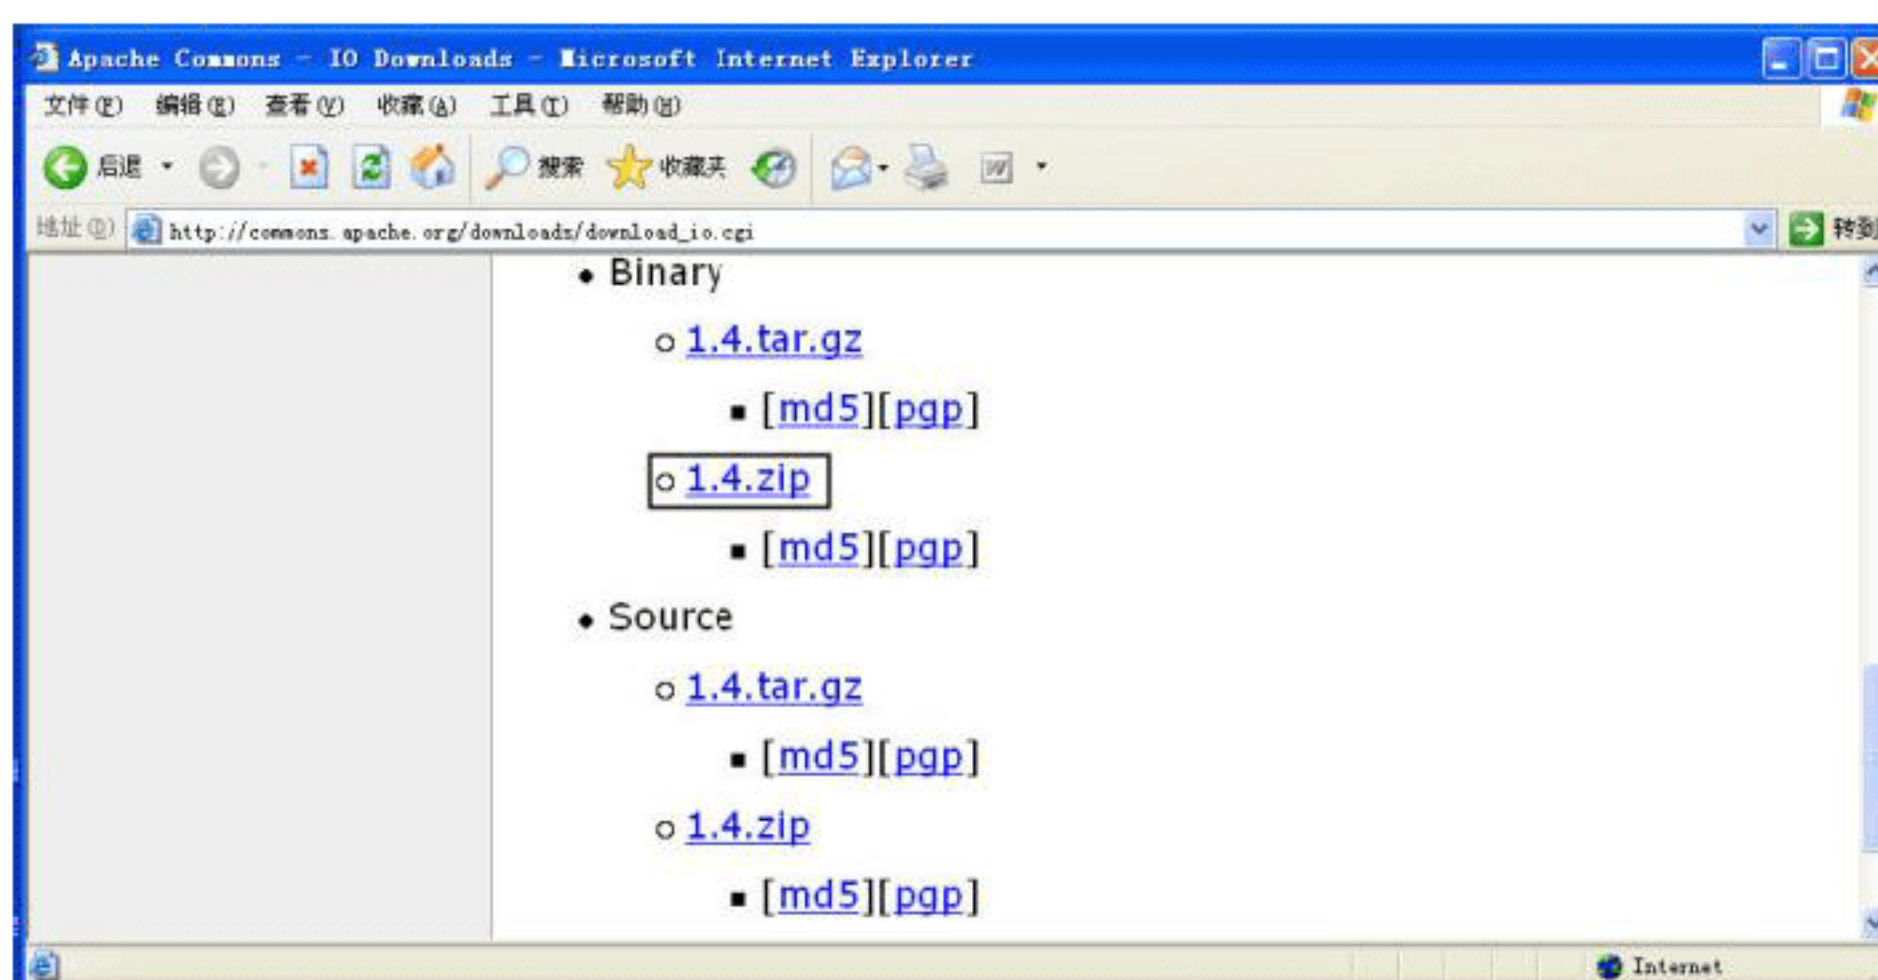 Apache Commons - IO Downloads - Microsoft Internet Explorer
文件(F) 编辑(E) 查看(V) 收藏(A) 工具(T) 帮助(H)
后退 搜索 收藏夹
地址(D) http://commons.apache.org/downloads/download_io.cgi 转到
• Binary
○ 1.4.tar.gz
▪ [md5][pgp]
○ 1.4.zip
▪ [md5][pgp]
• Source
○ 1.4.tar.gz
▪ [md5][pgp]
○ 1.4.zip
▪ [md5][pgp]
Internet